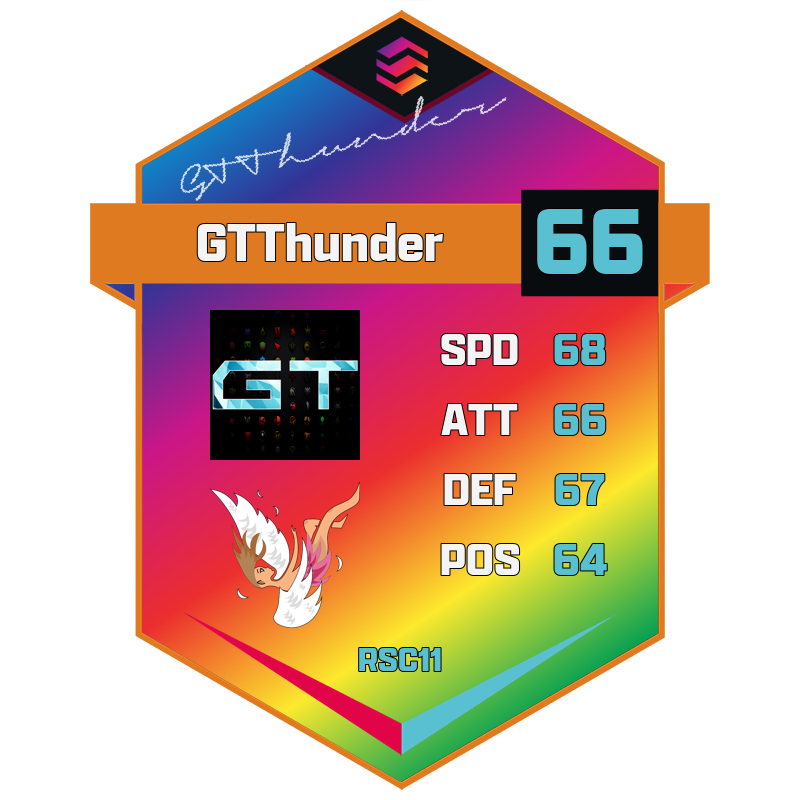 GTThunder
GTThunder 66
GT
SPD 68
ATT 66
DEF 67
POS 64
RSC11